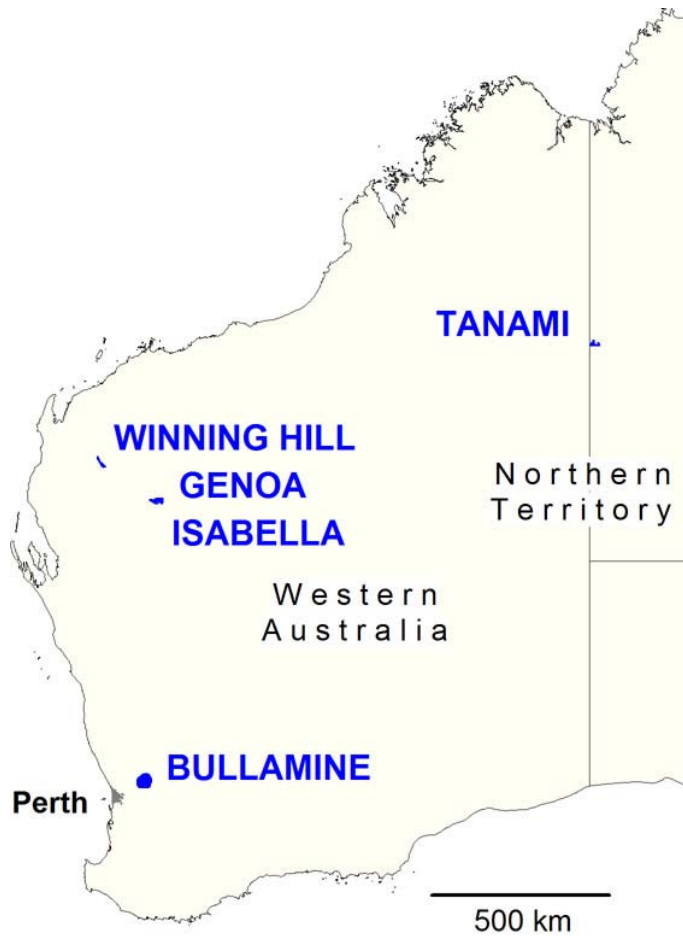 TANAMI
WINNING HILL
GENOA
ISABELLA
Northern
Territory
Western
Australia
BULLAMINE
Perth
500 km